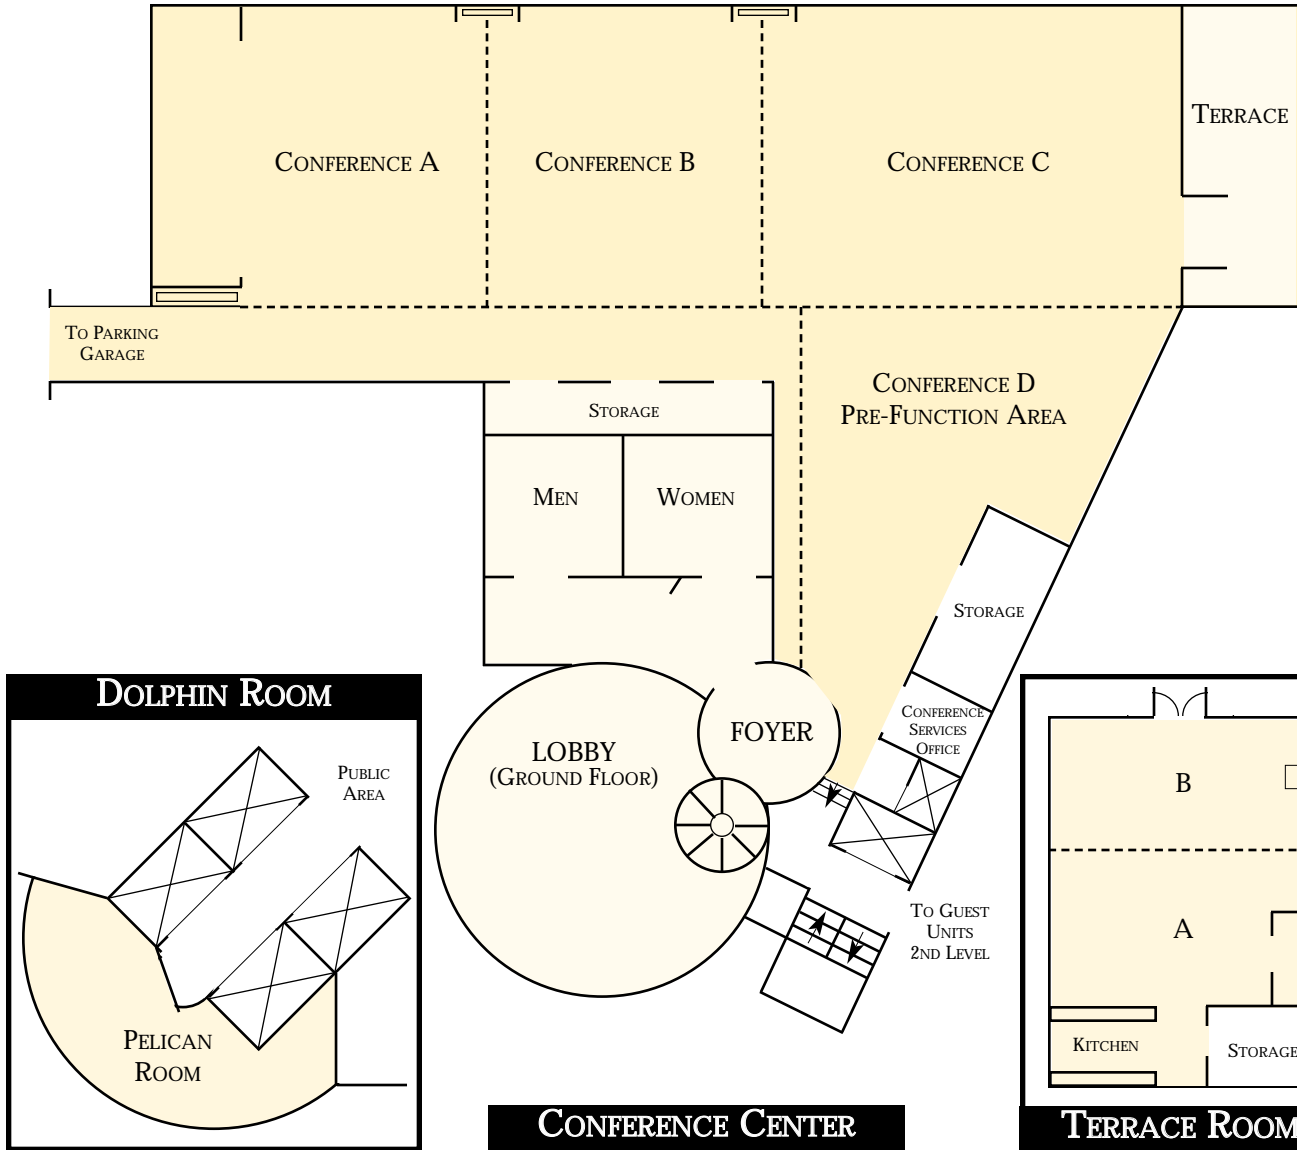 Terrace
Conference A
Conference B
Conference C
To Parking
Garage
Conference D
Pre-Function Area
Storage
Men
Women
Storage
Conference
Services
Office
FOYER
LOBBY
(Ground Floor)
To Guest
Units
2nd Level
Dolphin Room
Public
Area
Pelican
Room
Conference Center
B
A
Kitchen
Storage
Terrace Room